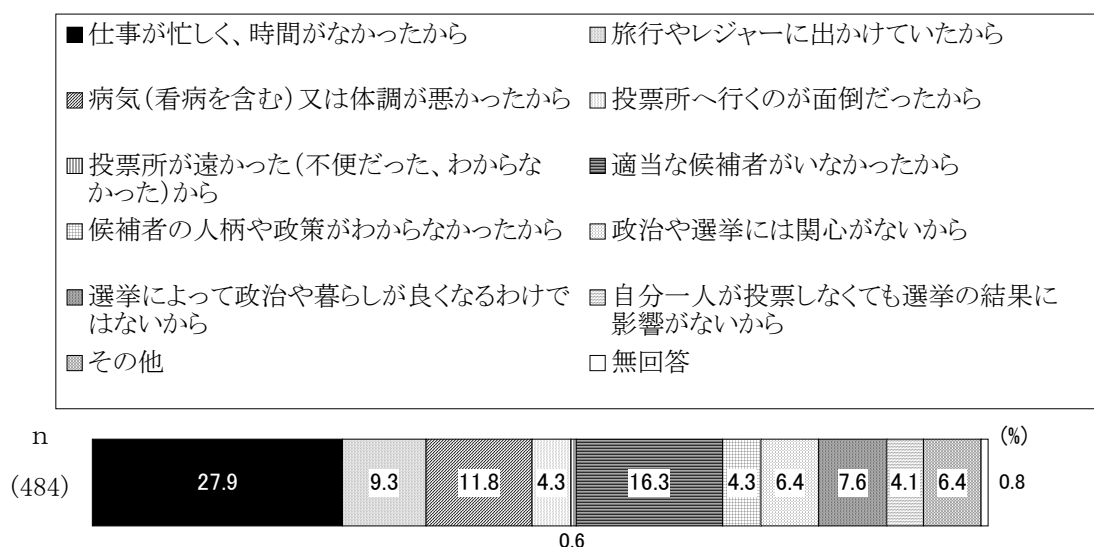 仕事が忙しく、時間がなかったから
旅行やレジャーに出かけていたから
病気(看病を含む)又は体調が悪かったから
投票所へ行くのが面倒だったから
投票所が遠かった(不便だった、わからな
かった)から
適当な候補者がいなかったから
候補者の人柄や政策がわからなかったから
政治や選挙には関心がないから
選挙によって政治や暮らしが良くなるわけで
はないから
自分一人が投票しなくても選挙の結果に
影響がないから
その他
無回答
n
(484)
(%)
27.9
9.3
11.8
4.3
0.6
16.3
4.3
6.4
7.6
4.1
6.4
0.8